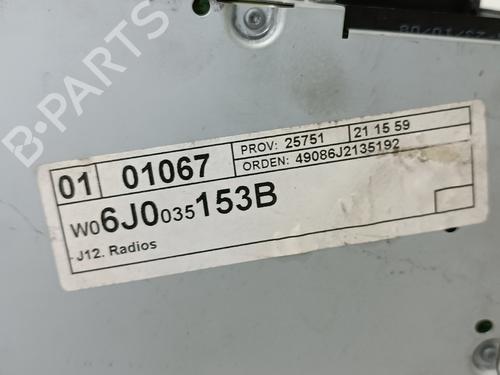 B-PARTS
01 01067 PROV: 25751 21 15 59
ORDEN: 49086J2135192
W06J0035153B
J12. Radios